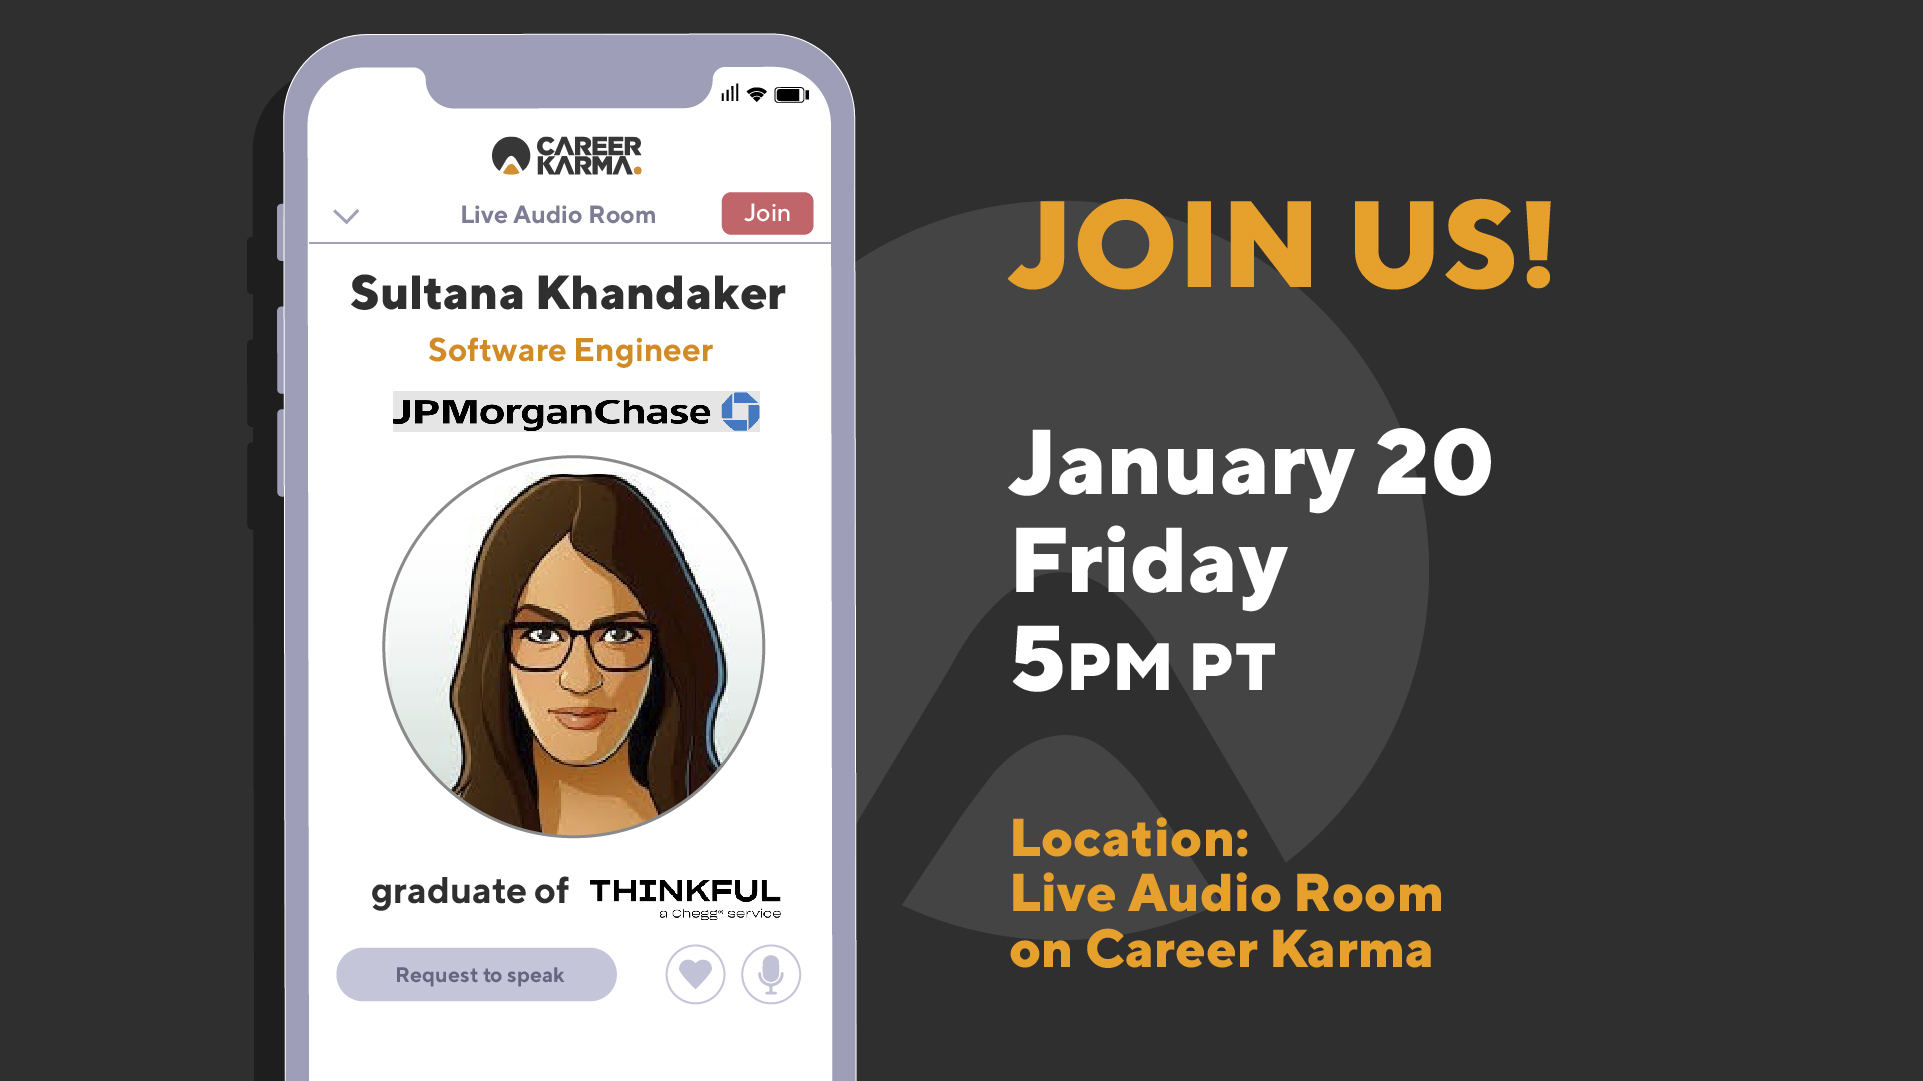 CAREER
KARMA.
Live Audio Room
Join
Sultana Khandaker
Software Engineer
JPMorganChase
graduate of THINKFUL
a Chegg® service
Request to speak
JOIN US!
January 20
Friday
5PM PT
Location:
Live Audio Room
on Career Karma